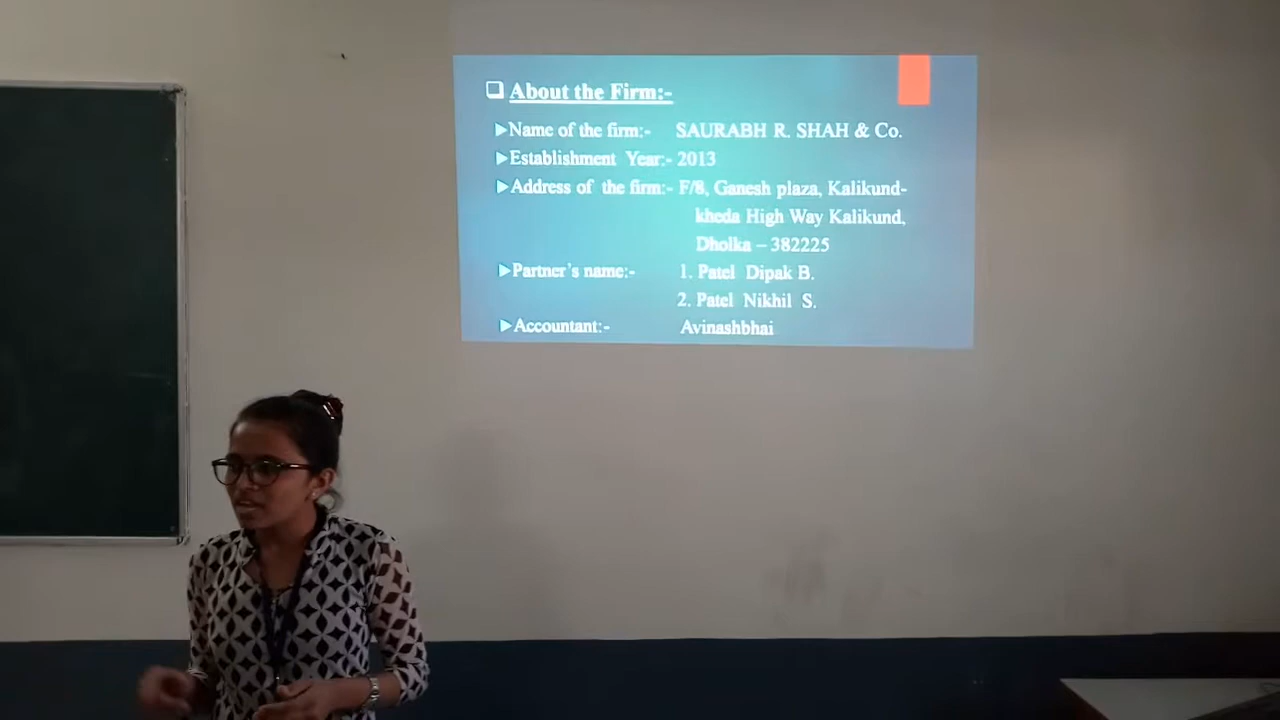 ❑ About the Firm:-
➤Name of the firm:- SAURABH R. SHAH & Co.
➤Establishment Year:- 2013
➤Address of the firm:- F/8, Ganesh plaza, Kalikund-
kheda High Way Kalikund,
Dholka – 382225
➤Partner's name:- 1. Patel Dipak B.
2. Patel Nikhil S.
➤Accountant:- Avinashbhai